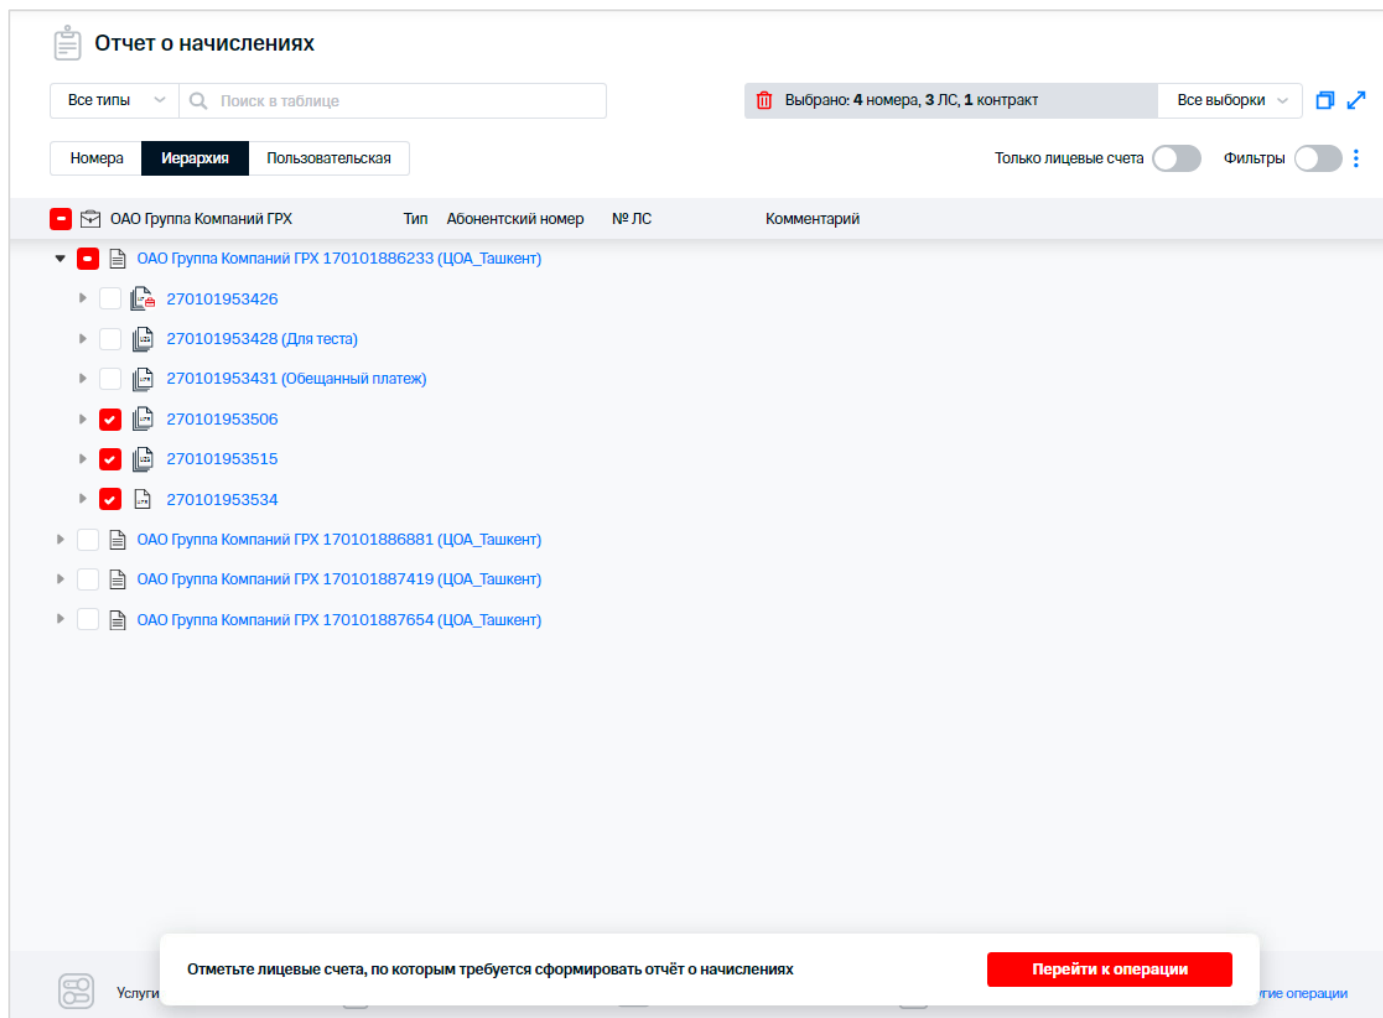 Отчет о начислениях
Все типы Поиск в таблице Выбрано: 4 номера, 3 ЛС, 1 контракт Все выборки
Номера Иерархия Пользовательская Только лицевые счета Фильтры
ОАО Группа Компаний ГРХ Тип Абонентский номер № ЛС Комментарий
ОАО Группа Компаний ГРХ 170101886233 (ЦОА_Ташкент)
270101953426
270101953428 (Для теста)
270101953431 (Обещанный платеж)
270101953506
270101953515
270101953534
ОАО Группа Компаний ГРХ 170101886881 (ЦОА_Ташкент)
ОАО Группа Компаний ГРХ 170101887419 (ЦОА_Ташкент)
ОАО Группа Компаний ГРХ 170101887654 (ЦОА_Ташкент)
Отметьте лицевые счета, по которым требуется сформировать отчёт о начислениях Перейти к операции
Услуги операции